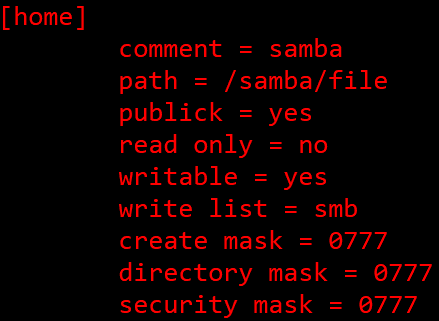 [home]
comment = samba
path = /samba/file
publick = yes
read only = no
writable = yes
write list = smb
create mask = 0777
directory mask = 0777
security mask = 0777